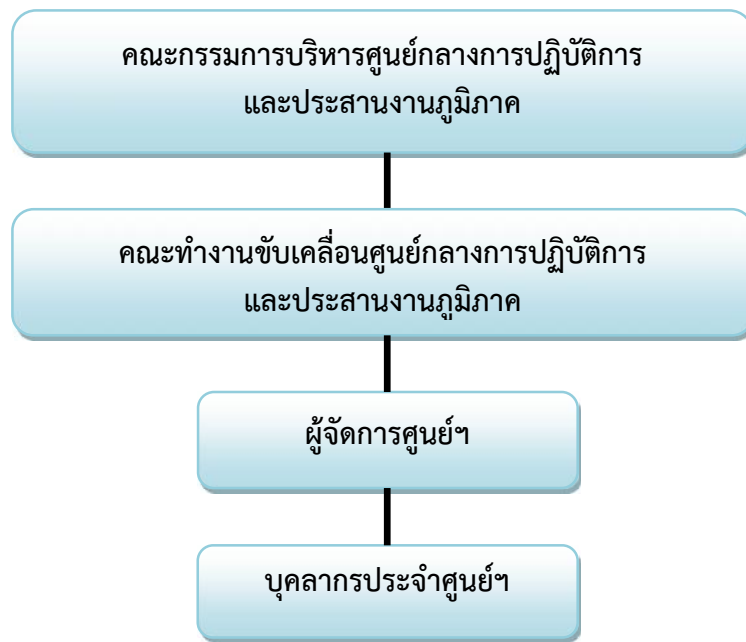 คณะกรรมการบริหารศูนย์กลางการปฏิบัติการ
และประสานงานภูมิภาค
คณะทำงานขับเคลื่อนศูนย์กลางการปฏิบัติการ
และประสานงานภูมิภาค
ผู้จัดการศูนย์ฯ
บุคลากรประจำศูนย์ฯ